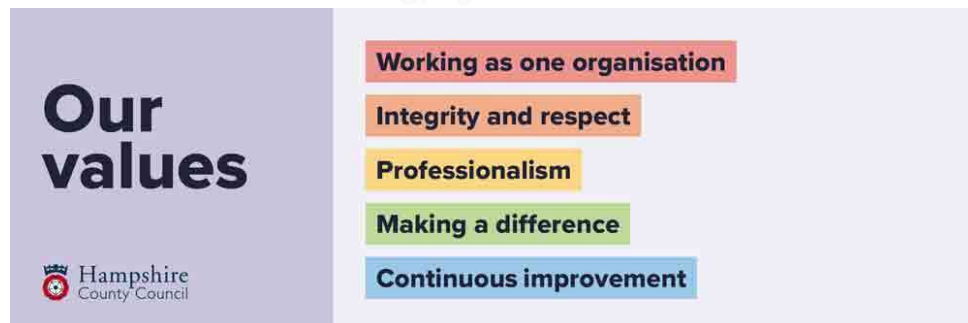 Our
values
Hampshire
County Council
Working as one organisation
Integrity and respect
Professionalism
Making a difference
Continuous improvement